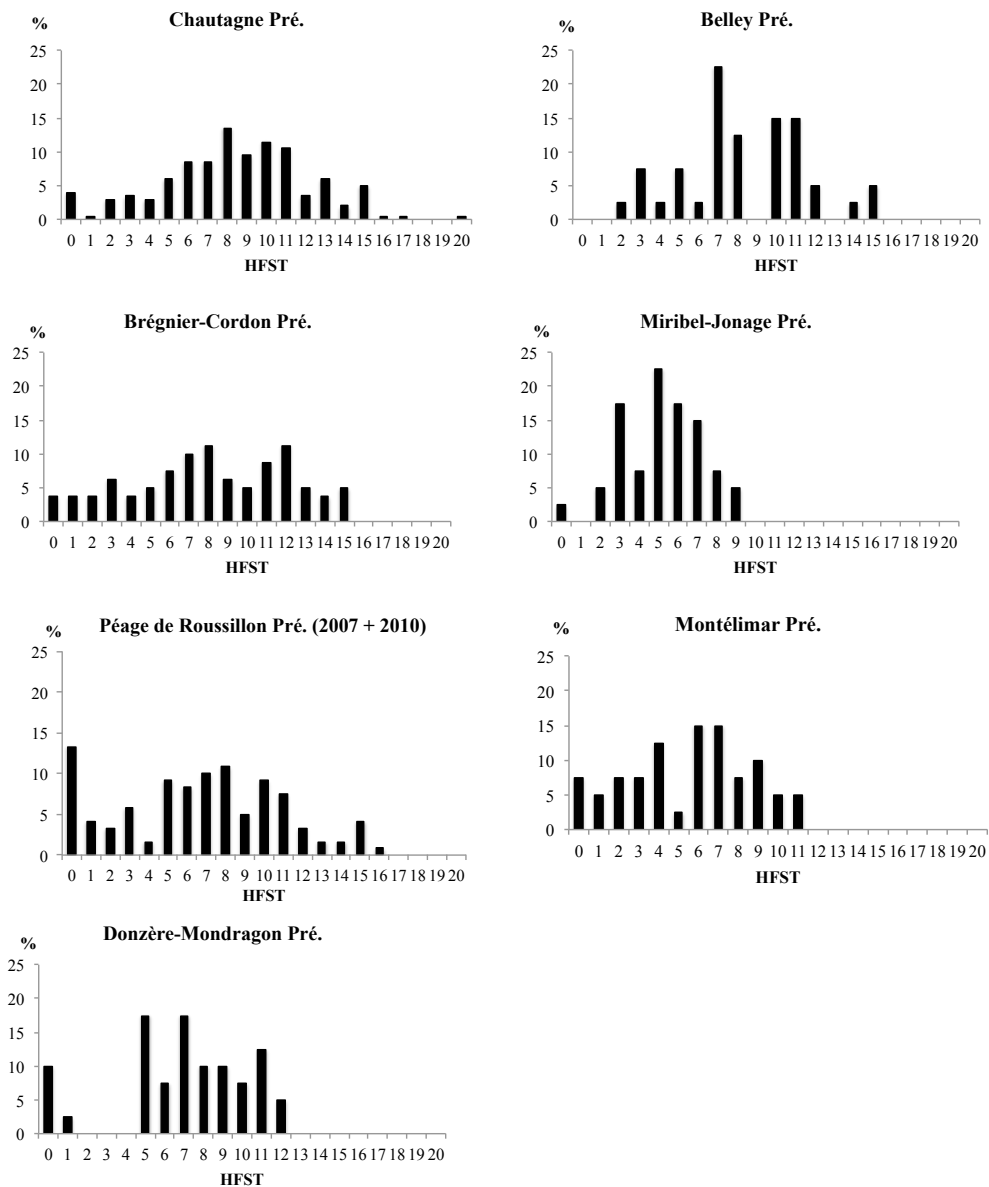 Chautagne Pré.
%
25
20
15
10
5
0
0 1 2 3 4 5 6 7 8 9 10 11 12 13 14 15 16 17 18 19 20
HFST
Belley Pré.
%
25
20
15
10
5
0
0 1 2 3 4 5 6 7 8 9 10 11 12 13 14 15 16 17 18 19 20
HFST
Brégnier-Cordon Pré.
%
25
20
15
10
5
0
0 1 2 3 4 5 6 7 8 9 10 11 12 13 14 15 16 17 18 19 20
HFST
Miribel-Jonage Pré.
%
25
20
15
10
5
0
0 1 2 3 4 5 6 7 8 9 10 11 12 13 14 15 16 17 18 19 20
HFST
Péage de Roussillon Pré. (2007 + 2010)
%
25
20
15
10
5
0
0 1 2 3 4 5 6 7 8 9 10 11 12 13 14 15 16 17 18 19 20
HFST
Montélimar Pré.
%
25
20
15
10
5
0
0 1 2 3 4 5 6 7 8 9 10 11 12 13 14 15 16 17 18 19 20
HFST
Donzère-Mondragon Pré.
%
25
20
15
10
5
0
0 1 2 3 4 5 6 7 8 9 10 11 12 13 14 15 16 17 18 19 20
HFST